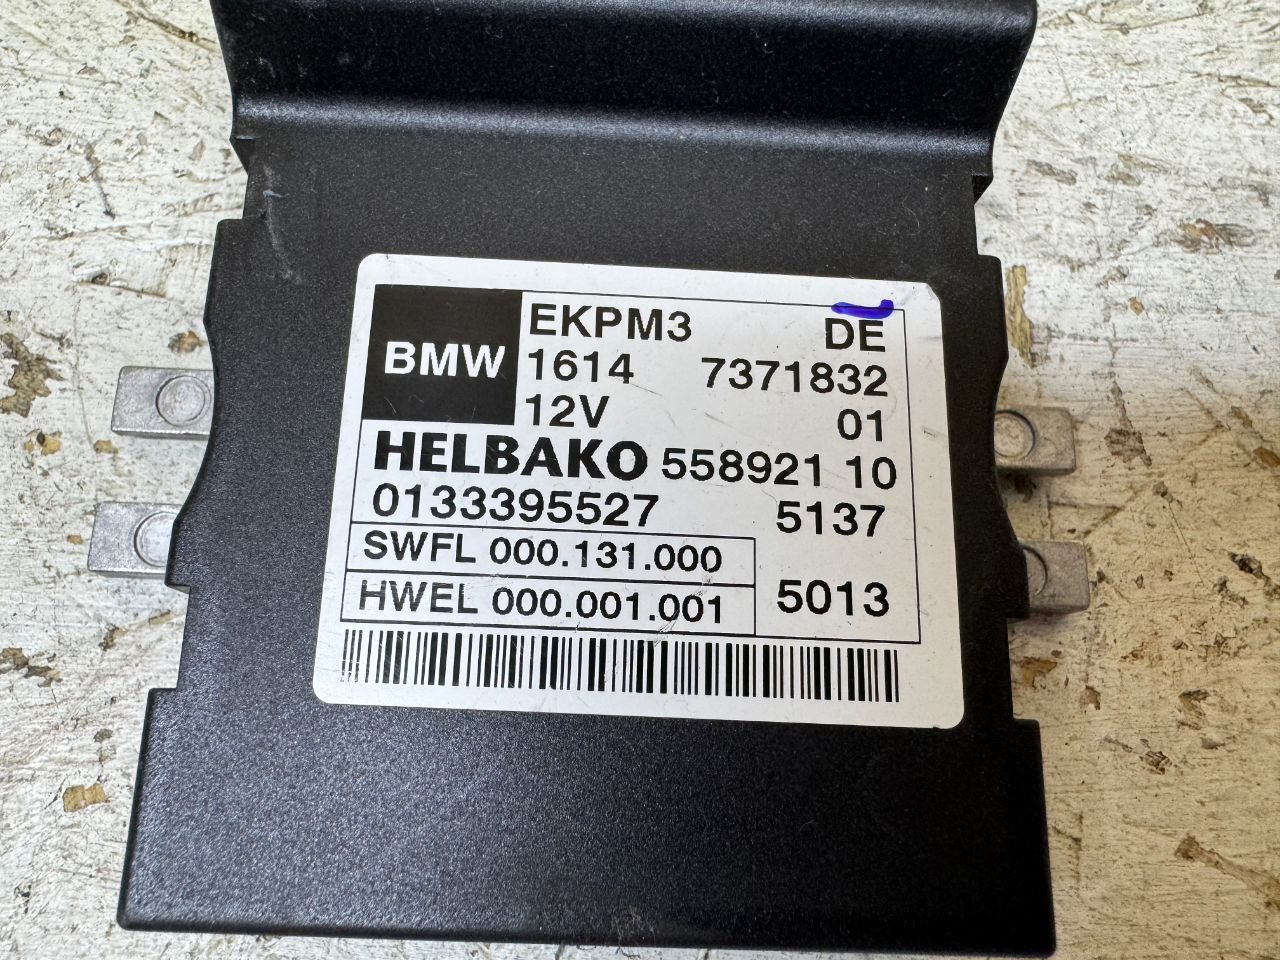 BMW
EKPM3 DE
1614 7371832
12V 01
HELBAKO 558921 10
0133395527 5137
SWFL 000.131.000
HWEL 000.001.001 5013